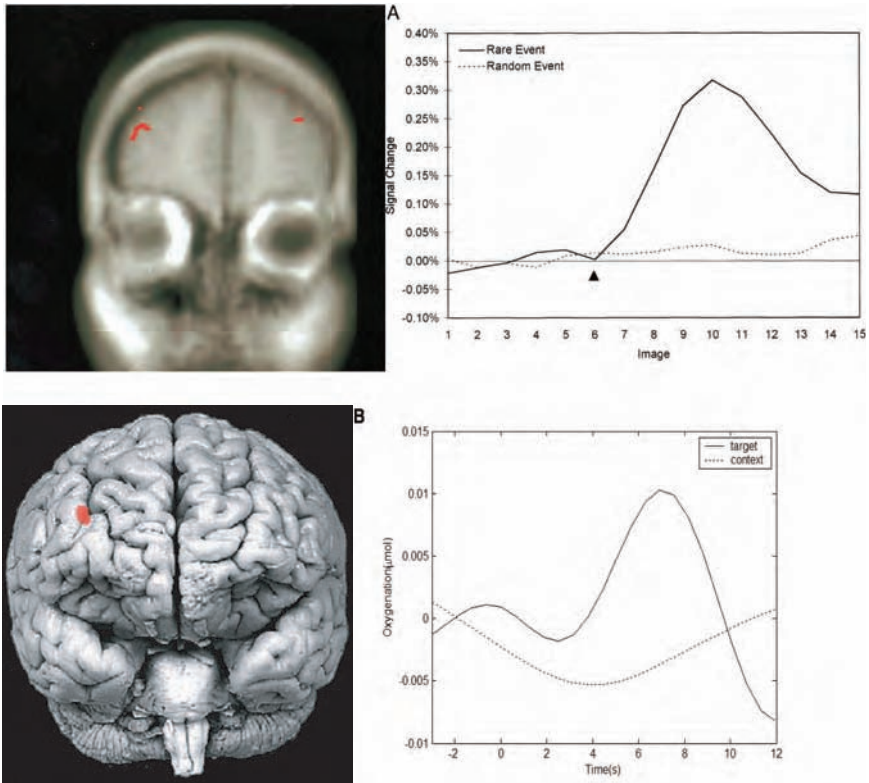 A
Rare Event
Random Event
0.40%
0.35%
0.30%
0.25%
0.20%
0.15%
0.10%
0.05%
0.00%
-0.05%
-0.10%
Signal Change
1 2 3 4 5 6 7 8 9 10 11 12 13 14 15
Image
B
target
context
0.015
0.01
0.005
0
-0.005
-0.01
Oxygenation(μmol)
-2 0 2 4 6 8 10 12
Time(s)